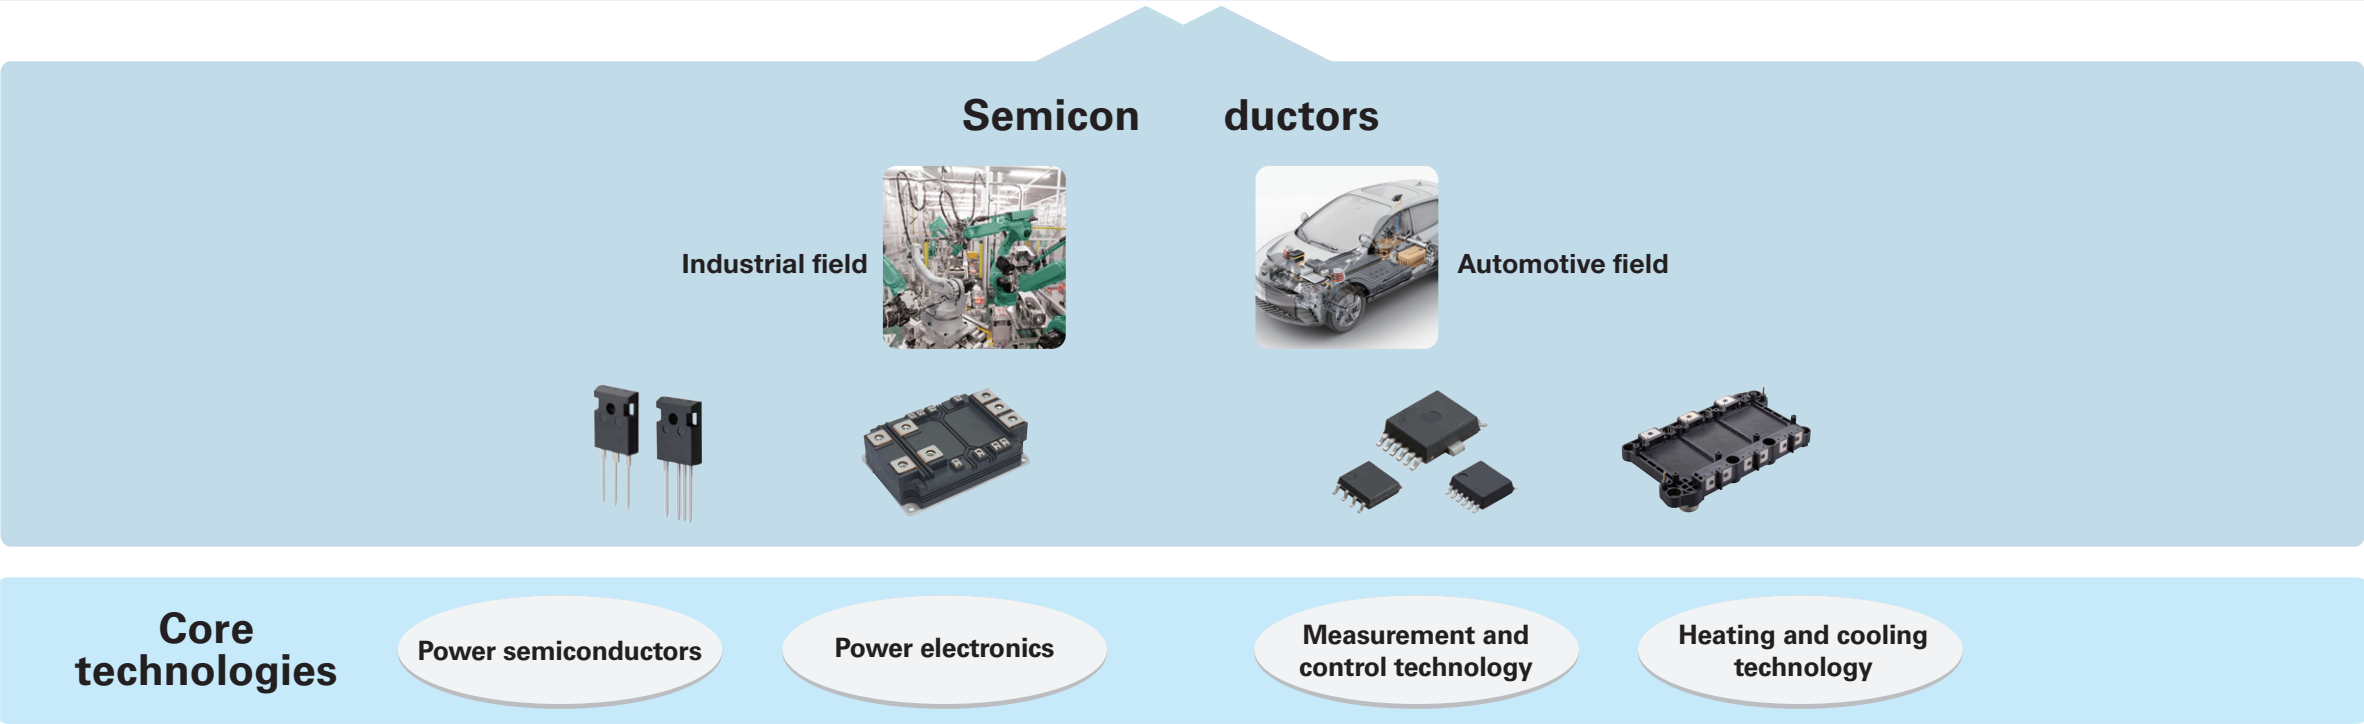 Semicon ductors
Industrial field
Automotive field
Core
technologies
Power semiconductors
Power electronics
Measurement and
control technology
Heating and cooling
technology